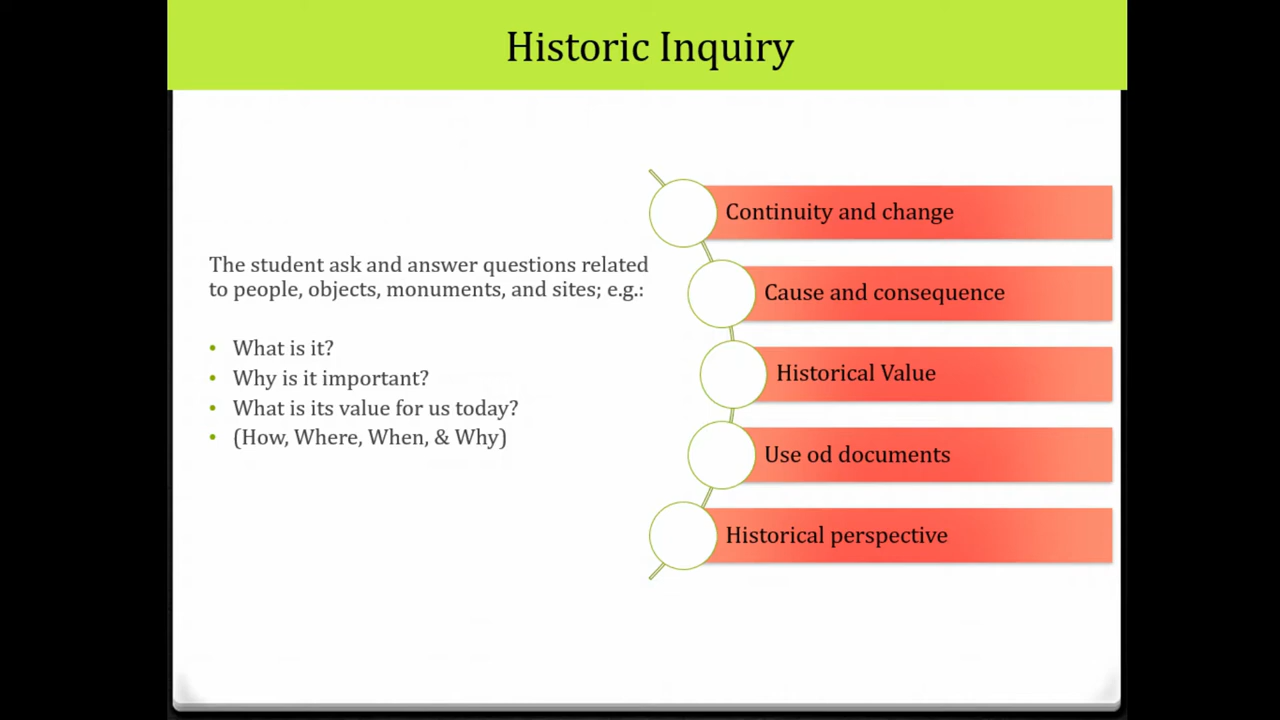 Historic Inquiry
The student ask and answer questions related
to people, objects, monuments, and sites; e.g.:
• What is it?
• Why is it important?
• What is its value for us today?
• (How, Where, When, & Why)
Continuity and change
Cause and consequence
Historical Value
Use od documents
Historical perspective